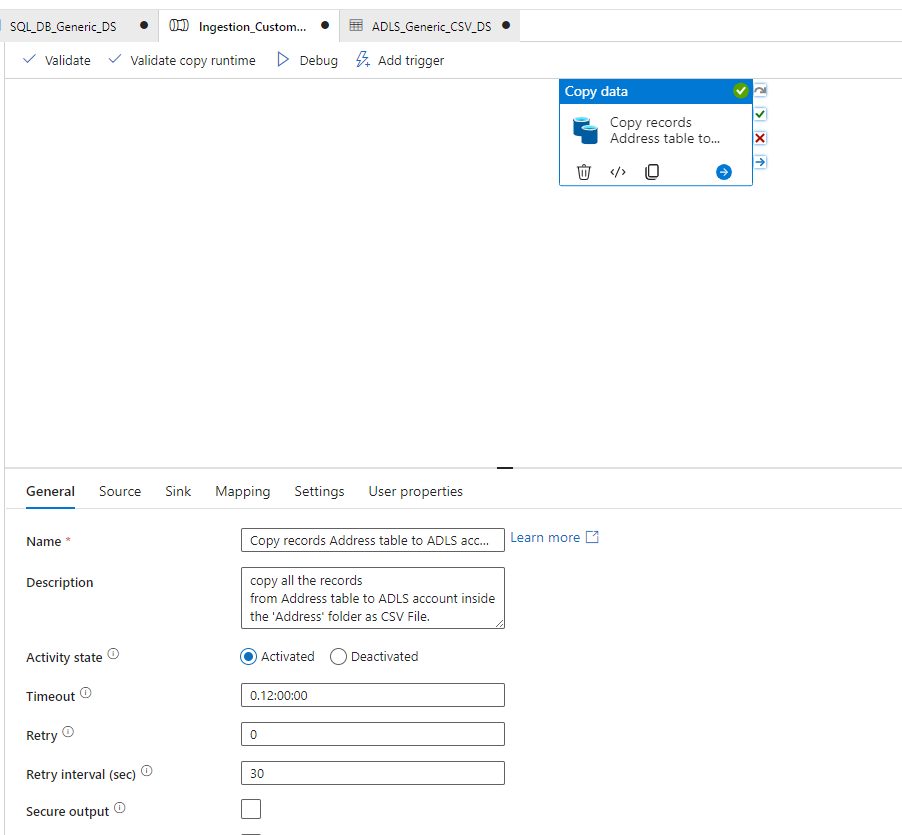 SQL_DB_Generic_DS
Ingestion_Custom...
ADLS_Generic_CSV_DS
Validate
Validate copy runtime
Debug
Add trigger
Copy data
Copy records
Address table to...
General
Source
Sink
Mapping
Settings
User properties
Name *
Copy records Address table to ADLS acc...
Learn more
Description
copy all the records
from Address table to ADLS account inside
the 'Address' folder as CSV File.
Activity state
Activated
Deactivated
Timeout
0.12:00:00
Retry
0
Retry interval (sec)
30
Secure output